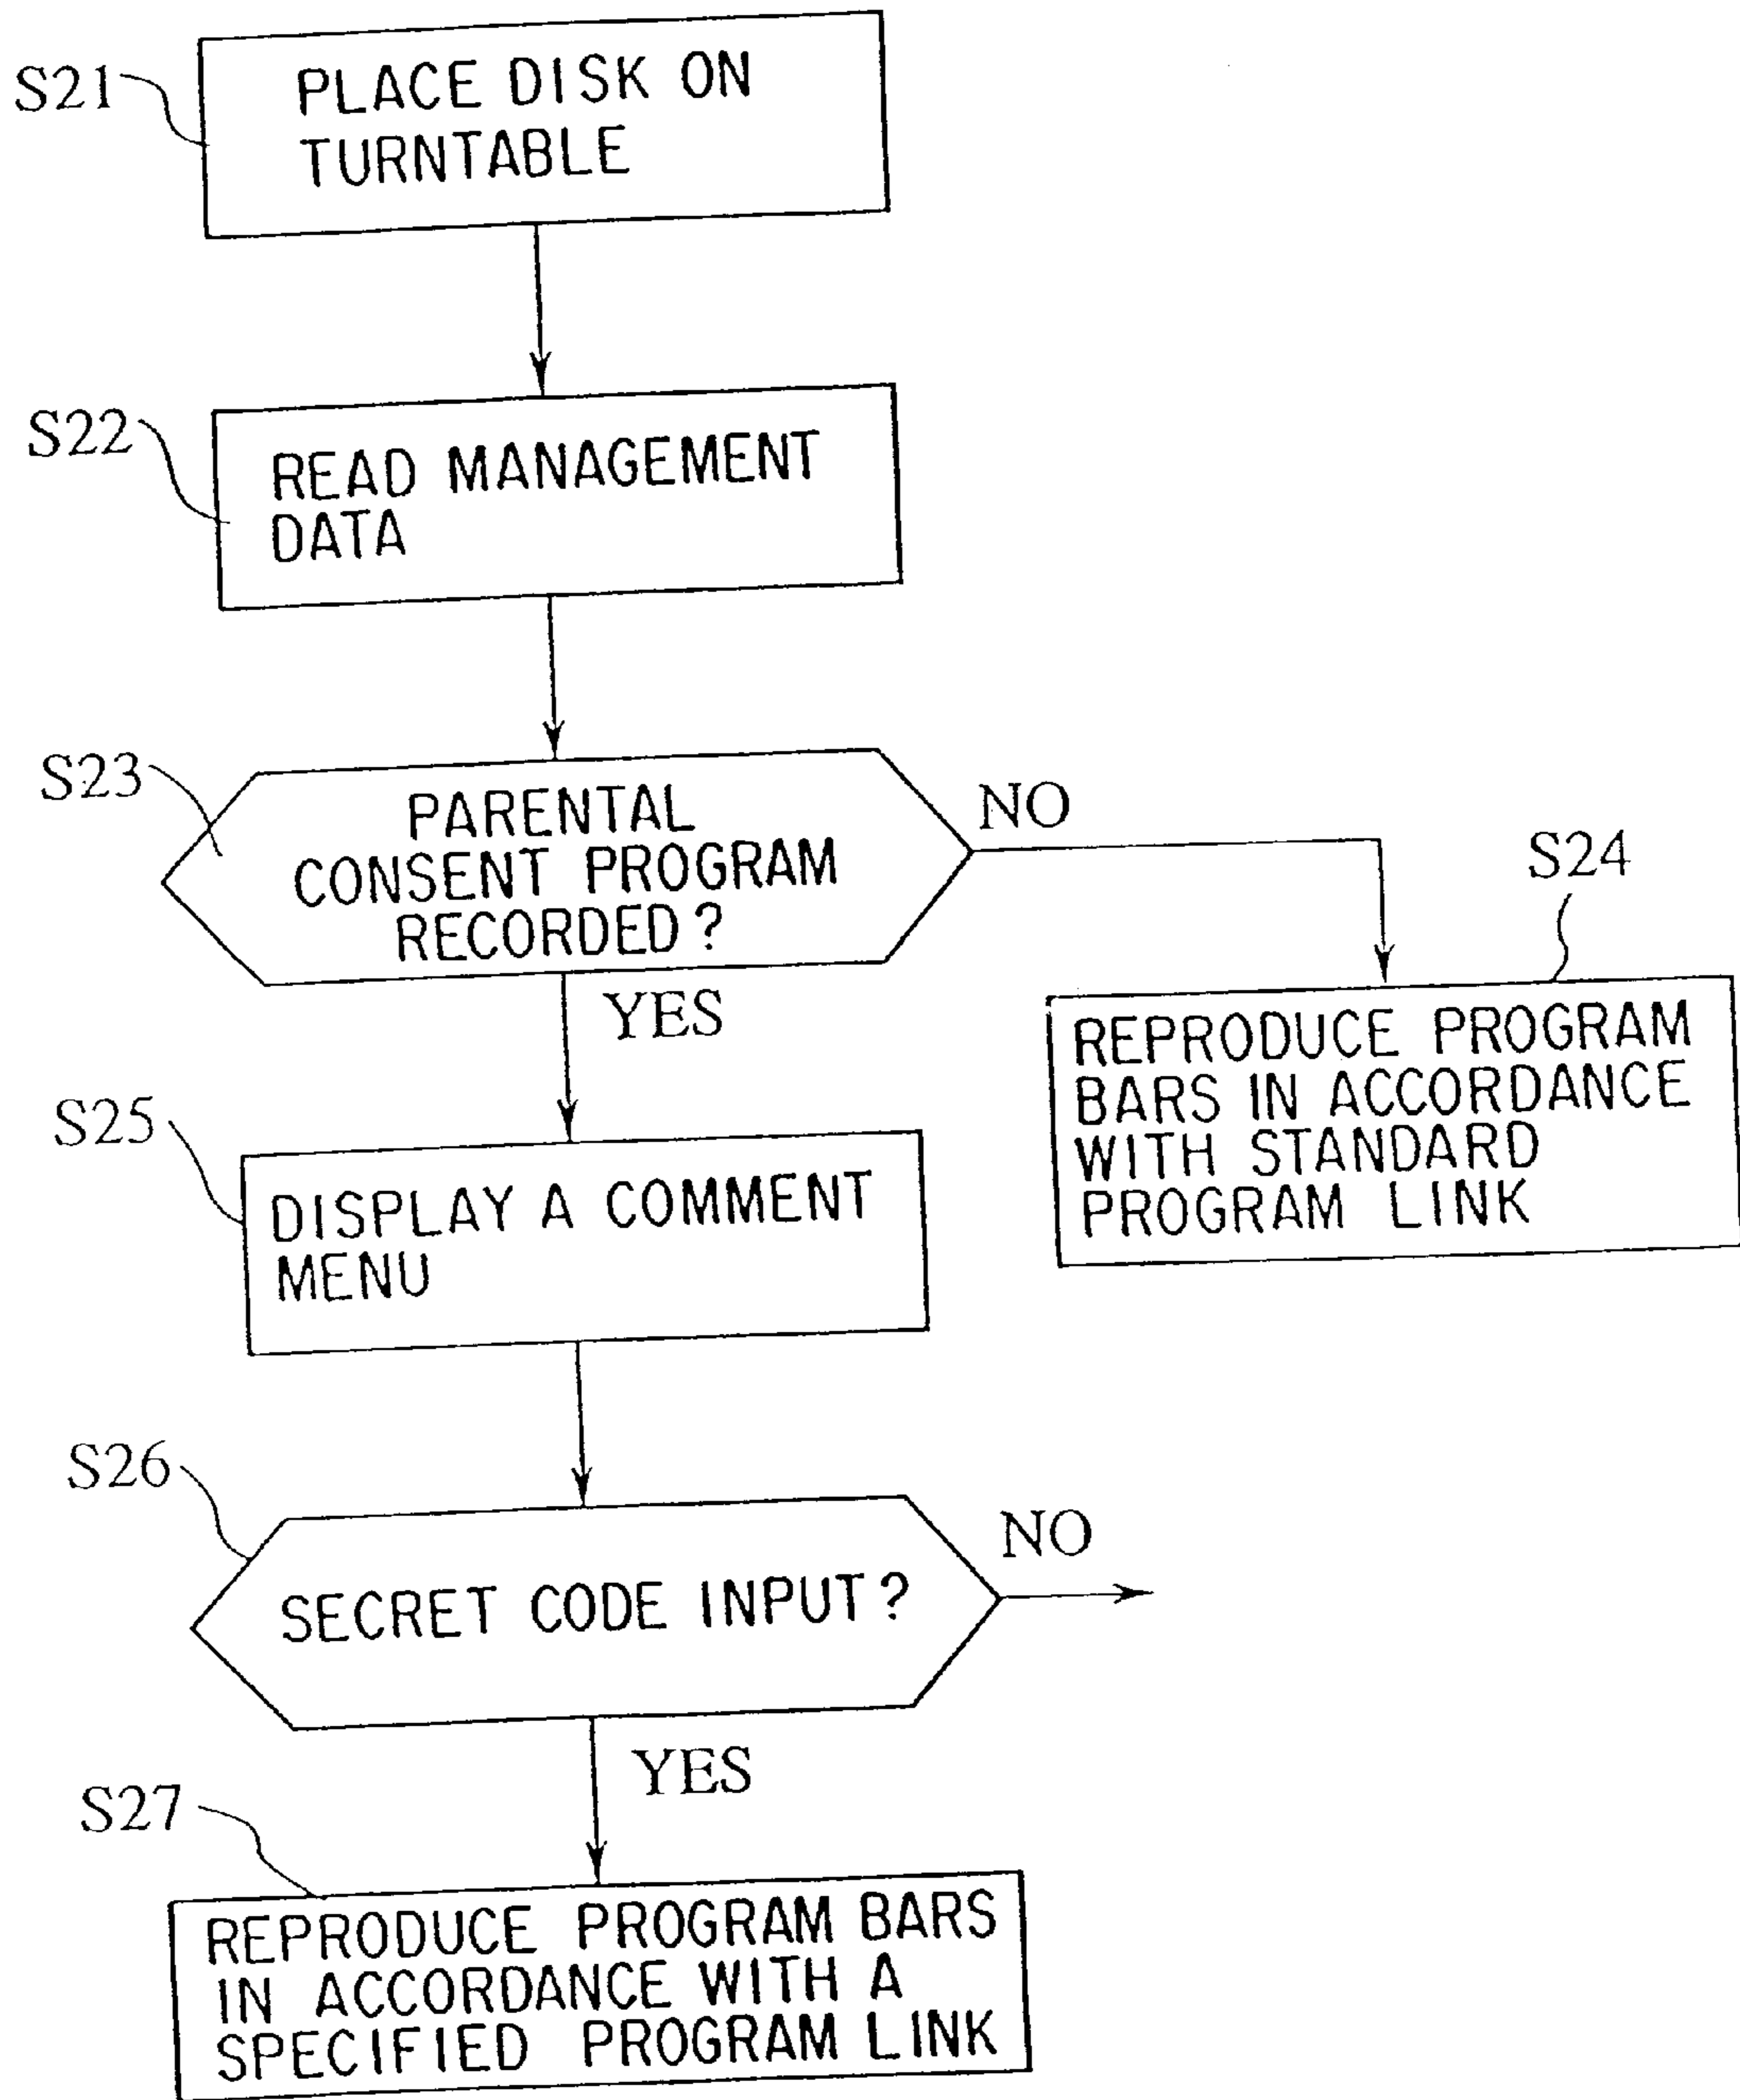 S21
PLACE DISK ON
TURNTABLE
S22
READ MANAGEMENT
DATA
S23
PARENTAL
CONSENT PROGRAM
RECORDED?
NO
YES
S24
REPRODUCE PROGRAM
BARS IN ACCORDANCE
WITH STANDARD
PROGRAM LINK
S25
DISPLAY A COMMENT
MENU
S26
SECRET CODE INPUT?
NO
YES
S27
REPRODUCE PROGRAM BARS
IN ACCORDANCE WITH A
SPECIFIED PROGRAM LINK